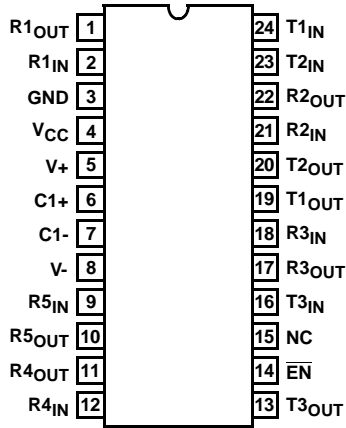 R1OUT 1 24 T1IN
R1IN 2 23 T2IN
GND 3 22 R2OUT
VCC 4 21 R2IN
V+ 5 20 T2OUT
C1+ 6 19 T1OUT
C1- 7 18 R3IN
V- 8 17 R3OUT
R5IN 9 16 T3IN
R5OUT 10 15 NC
R4OUT 11 14 E̅N̅
R4IN 12 13 T3OUT